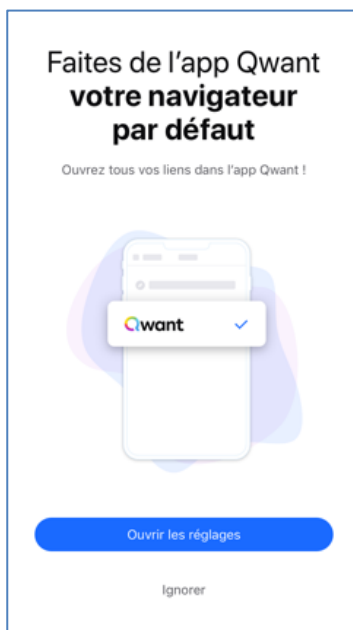 Faites de l'app Qwant
votre navigateur
par défaut
Ouvrez tous vos liens dans l'app Qwant !
Qwant
Ouvrir les réglages
Ignorer